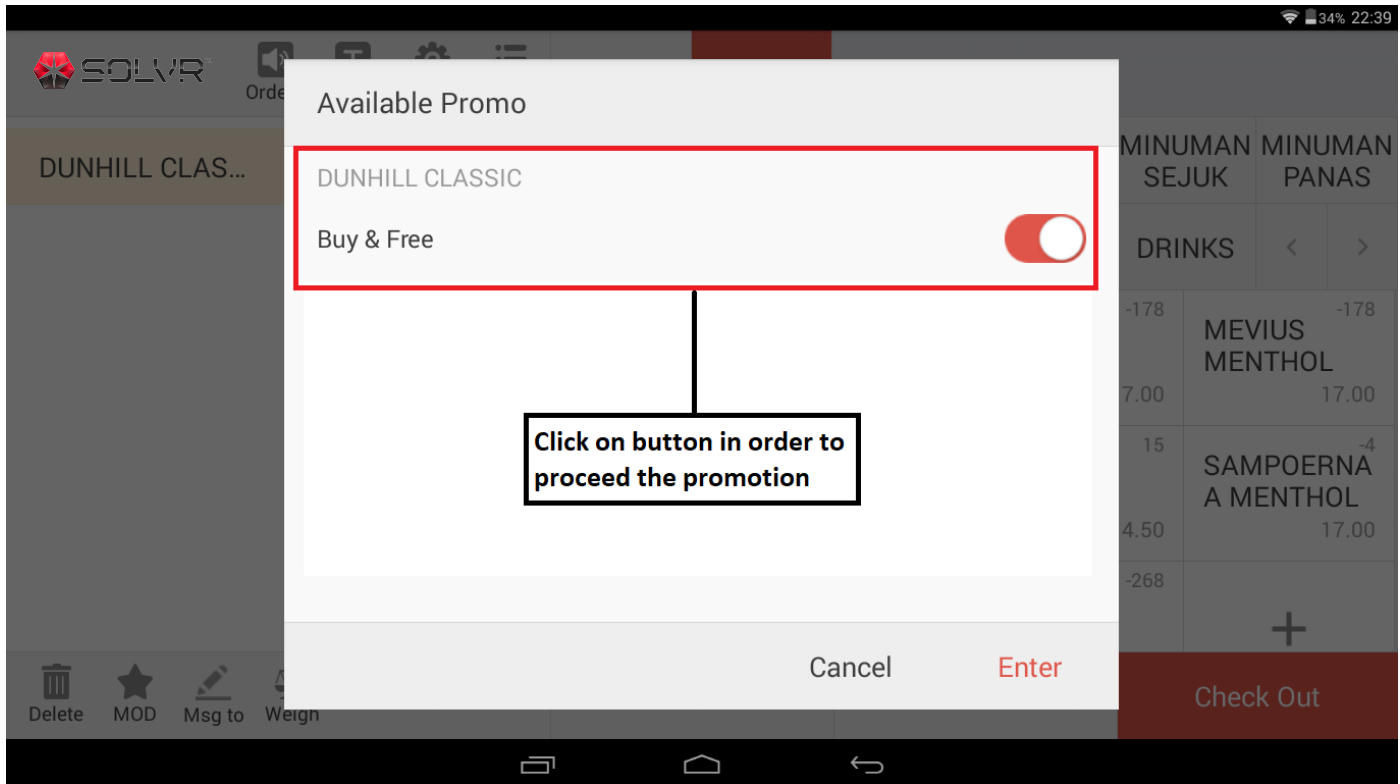 34% 22:39
SOLVR
Orde
Available Promo
DUNHILL CLAS...
DUNHILL CLASSIC
Buy & Free
MINUMAN SEJUK
MINUMAN PANAS
DRINKS < >
-178
7.00
-178
MEVIUS
MENTHOL
17.00
Click on button in order to
proceed the promotion
15
4.50
-4
SAMPOERNA
A MENTHOL
17.00
-268
+
Cancel Enter
Delete MOD Msg to Weigh
Check Out